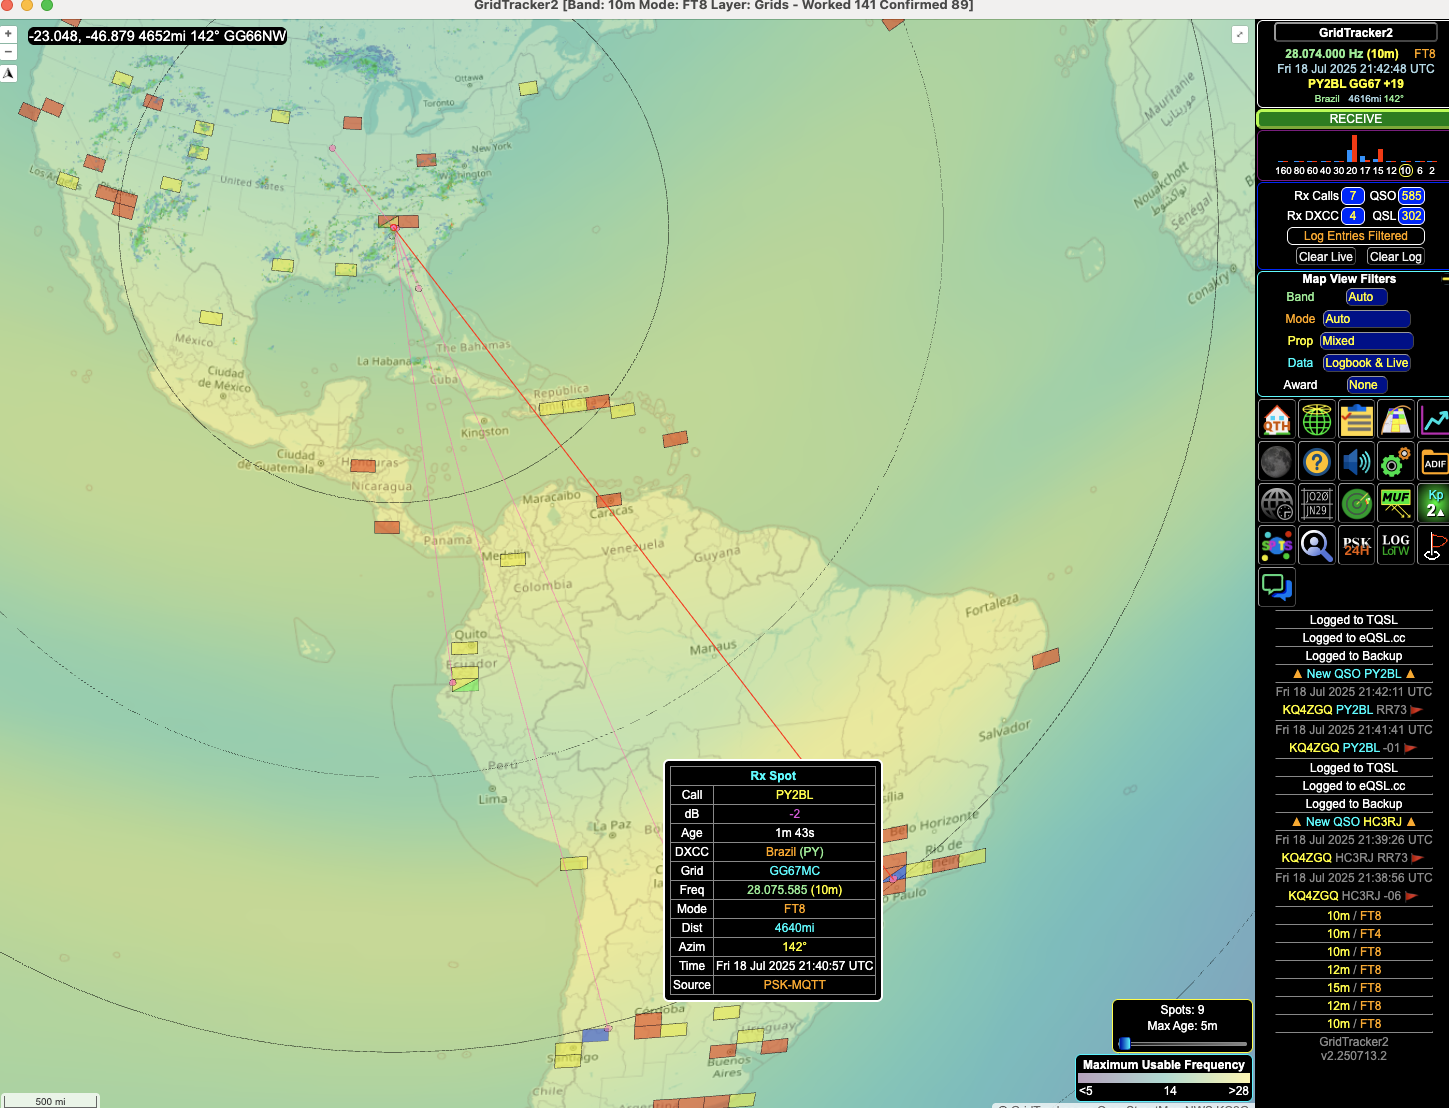 GridTracker2 [Band: 10m Mode: FT8 Layer: Grids - Worked 141 Confirmed 89]
+
-23.048, -46.879 4652mi 142° GG66NW
−
Ottawa
Toronto
New York
Washington
United States
México
Ciudad
de México
La Habana
The Bahamas
Cuba
República
Kingston
Ciudad
de Guatemala
Honduras
Nicaragua
Panamá
Maracaibo
Caracas
Venezuela
Guyana
Colombia
Quito
Ecuador
Manaus
Fortaleza
Salvador
Perú
Lima
La Paz
Belo Horizonte
Rio de
Janeiro
Paulo
Córdoba
Uruguay
Santiago
Buenos
Aires
Chile
Mauritanie
موريتانيا
Nouakchott
نواكشوط
Sénégal
Conakry
Rx Spot
Call PY2BL
dB -2
Age 1m 43s
DXCC Brazil (PY)
Grid GG67MC
Freq 28.075.585 (10m)
Mode FT8
Dist 4640mi
Azim 142°
Time Fri 18 Jul 2025 21:40:57 UTC
Source PSK-MQTT
Spots: 9
Max Age: 5m
Maximum Usable Frequency
<5 14 >28
500 mi
GridTracker2
28.074.000 Hz (10m) FT8
Fri 18 Jul 2025 21:42:48 UTC
PY2BL GG67 +19
Brazil 4616mi 142°
RECEIVE
160 80 60 40 30 20 17 15 12 10 6 2
Rx Calls 7 QSO 585
Rx DXCC 4 QSL 302
Log Entries Filtered
Clear Live Clear Log
Map View Filters
Band Auto
Mode Auto
Prop Mixed
Data Logbook & Live
Award None
QTH
?
ADIF
JO20
JN29
MUF
Kp
2▲
SPOTS
PSK
24H
LOG
LoTW
Logged to TQSL
Logged to eQSL.cc
Logged to Backup
▲ New QSO PY2BL ▲
Fri 18 Jul 2025 21:42:11 UTC
KQ4ZGQ PY2BL RR73
Fri 18 Jul 2025 21:41:41 UTC
KQ4ZGQ PY2BL -01
Logged to TQSL
Logged to eQSL.cc
Logged to Backup
▲ New QSO HC3RJ ▲
Fri 18 Jul 2025 21:39:26 UTC
KQ4ZGQ HC3RJ RR73
Fri 18 Jul 2025 21:38:56 UTC
KQ4ZGQ HC3RJ -06
10m / FT8
10m / FT4
10m / FT8
12m / FT8
15m / FT8
12m / FT8
10m / FT8
GridTracker2
v2.250713.2